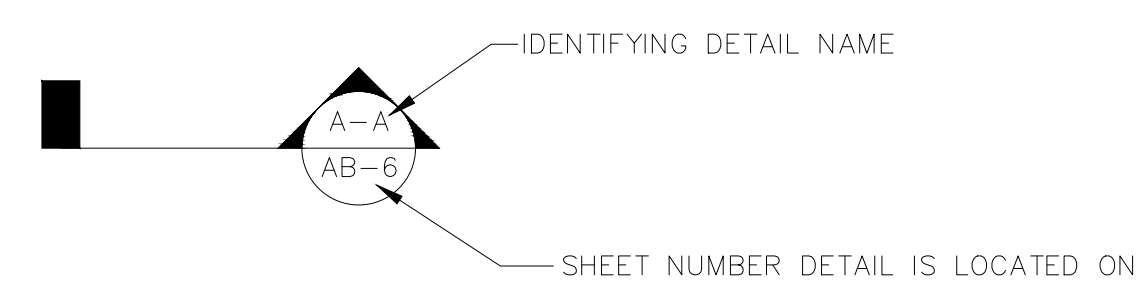 IDENTIFYING DETAIL NAME
A-A
AB-6
SHEET NUMBER DETAIL IS LOCATED ON